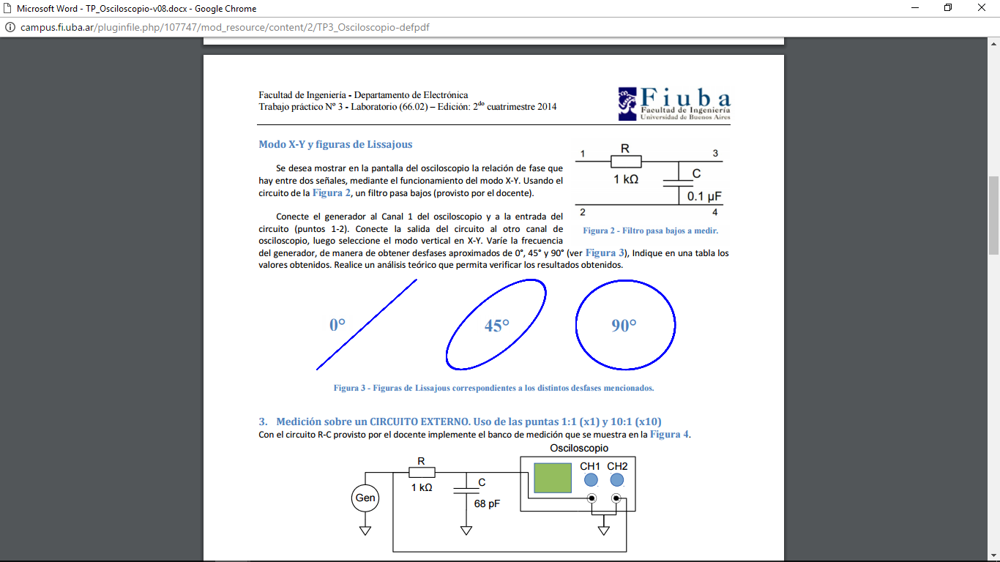 Microsoft Word - TP_Osciloscopio-v08.docx - Google Chrome
campus.fi.uba.ar/pluginfile.php/107747/mod_resource/content/2/TP3_Osciloscopio-defpdf
Facultad de Ingeniería - Departamento de Electrónica
Trabajo práctico Nº 3 - Laboratorio (66.02) – Edición: 2do cuatrimestre 2014
Fiuba
Facultad de Ingeniería
Universidad de Buenos Aires
Modo X-Y y figuras de Lissajous
Se desea mostrar en la pantalla del osciloscopio la relación de fase que
hay entre dos señales, mediante el funcionamiento del modo X-Y. Usando el
circuito de la Figura 2, un filtro pasa bajos (provisto por el docente).
1
R
3
1 kΩ
C
0.1 µF
2
4
Figura 2 - Filtro pasa bajos a medir.
Conecte el generador al Canal 1 del osciloscopio y a la entrada del
circuito (puntos 1-2). Conecte la salida del circuito al otro canal de
osciloscopio, luego seleccione el modo vertical en X-Y. Varíe la frecuencia
del generador, de manera de obtener desfases aproximados de 0°, 45° y 90° (ver Figura 3), Indique en una tabla los
valores obtenidos. Realice un análisis teórico que permita verificar los resultados obtenidos.
0°
45°
90°
Figura 3 - Figuras de Lissajous correspondientes a los distintos desfases mencionados.
3. Medición sobre un CIRCUITO EXTERNO. Uso de las puntas 1:1 (x1) y 10:1 (x10)
Con el circuito R-C provisto por el docente implemente el banco de medición que se muestra en la Figura 4.
Osciloscopio
R
CH1 CH2
1 kΩ
C
Gen
68 pF